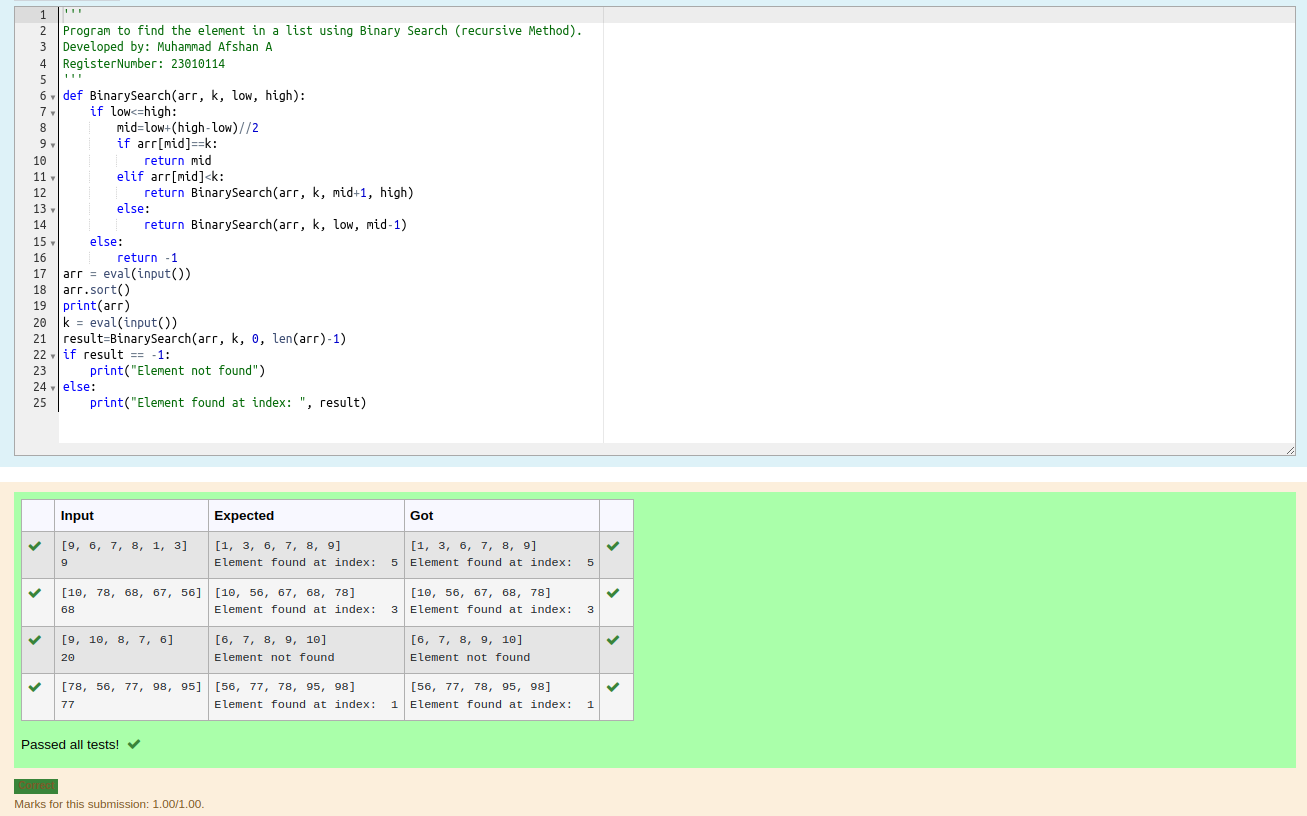 1 '''
2 Program to find the element in a list using Binary Search (recursive Method).
3 Developed by: Muhammad Afshan A
4 RegisterNumber: 23010114
5 '''
6 def BinarySearch(arr, k, low, high):
7     if low<=high:
8         mid=low+(high-low)//2
9         if arr[mid]==k:
10             return mid
11         elif arr[mid]<k:
12             return BinarySearch(arr, k, mid+1, high)
13         else:
14             return BinarySearch(arr, k, low, mid-1)
15     else:
16         return -1
17 arr = eval(input())
18 arr.sort()
19 print(arr)
20 k = eval(input())
21 result=BinarySearch(arr, k, 0, len(arr)-1)
22 if result == -1:
23     print("Element not found")
24 else:
25     print("Element found at index: ", result)
Input Expected Got
[9, 6, 7, 8, 1, 3] [1, 3, 6, 7, 8, 9] [1, 3, 6, 7, 8, 9]
9 Element found at index:  5 Element found at index:  5
[10, 78, 68, 67, 56] [10, 56, 67, 68, 78] [10, 56, 67, 68, 78]
68 Element found at index:  3 Element found at index:  3
[9, 10, 8, 7, 6] [6, 7, 8, 9, 10] [6, 7, 8, 9, 10]
20 Element not found Element not found
[78, 56, 77, 98, 95] [56, 77, 78, 95, 98] [56, 77, 78, 95, 98]
77 Element found at index:  1 Element found at index:  1
Passed all tests!
Correct
Marks for this submission: 1.00/1.00.